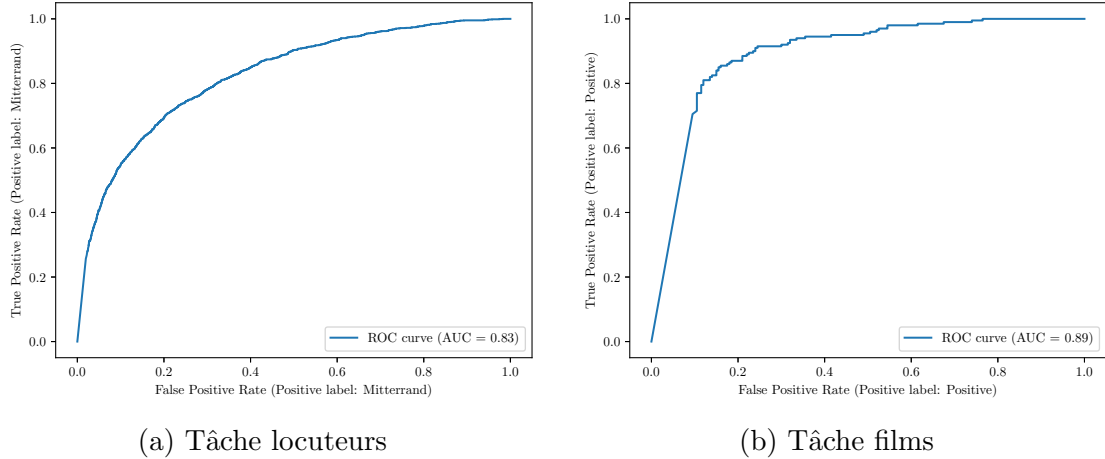 True Positive Rate (Positive label: Mitterrand)
1.0
0.8
0.6
0.4
0.2
0.0
ROC curve (AUC = 0.83)
0.0 0.2 0.4 0.6 0.8 1.0
False Positive Rate (Positive label: Mitterrand)
(a) Tâche locuteurs
True Positive Rate (Positive label: Positive)
1.0
0.8
0.6
0.4
0.2
0.0
ROC curve (AUC = 0.89)
0.0 0.2 0.4 0.6 0.8 1.0
False Positive Rate (Positive label: Positive)
(b) Tâche films